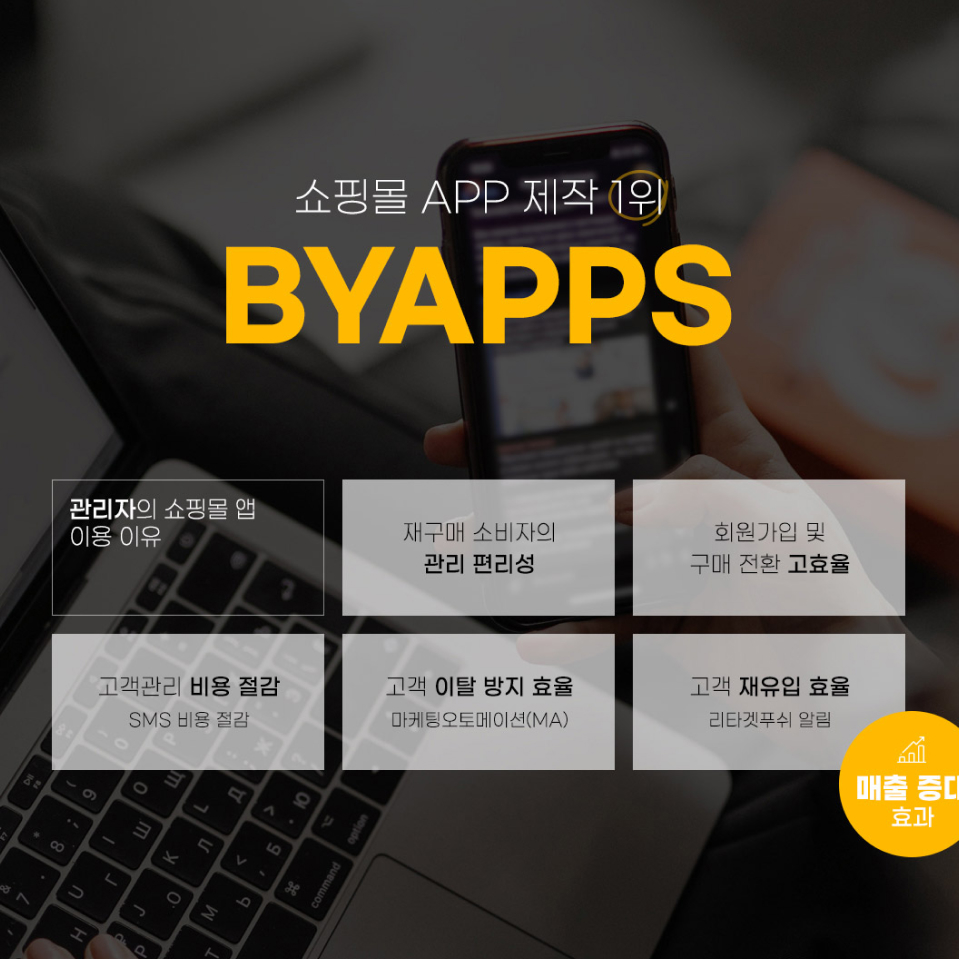 쇼핑몰 APP 제작 1위
BYAPPS
관리자의 쇼핑몰 앱
이용 이유
재구매 소비자의
관리 편리성
회원가입 및
구매 전환 고효율
고객관리 비용 절감
SMS 비용 절감
고객 이탈 방지 효율
마케팅오토메이션(MA)
고객 재유입 효율
리타겟푸쉬 알림
매출
효과
option
command